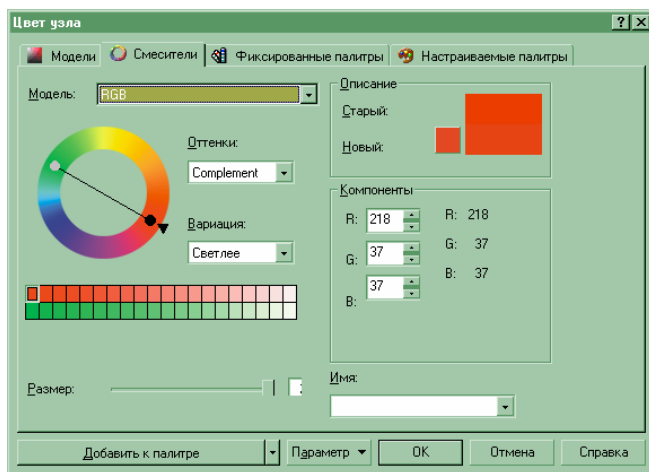 Цвет узла
Модели Смесители Фиксированные палитры Настраиваемые палитры
Модель: RGB
Оттенки:
Complement
Вариация:
Светлее
Размер:
Описание
Старый:
Новый:
Компоненты
R: 218 R: 218
G: 37 G: 37
B: 37 B: 37
Имя:
Добавить к палитре Параметр OK Отмена Справка